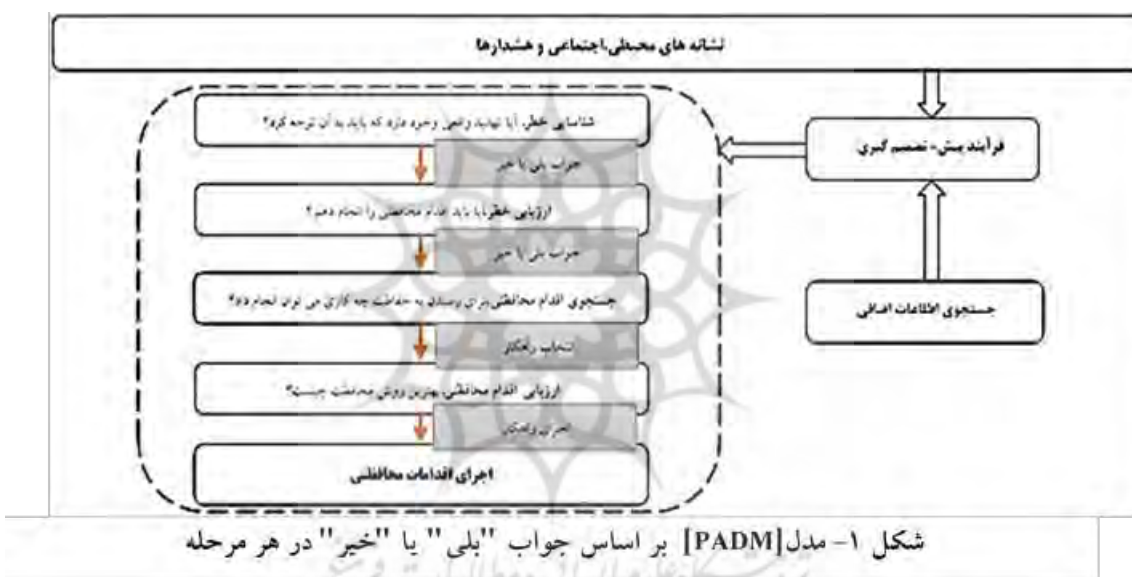 نشانه های محیطی،اجتماعی و هشدارها
شناسایی خطر، آیا تهدید واقعی وجود دارد که باید به آن توجه کرد؟
جواب بلی یا خیر
ارزیابی خطر،آیا باید اقدام محافظتی را انجام دهم؟
جواب بلی یا خیر
جستجوی اقدام محافظتی،برای رسیدن به حفاظت چه کاری می توان انجام داد؟
انتخاب راهکار
ارزیابی اقدام محافظتی، بهترین روش محافظت چیست؟
اجرای راهکار
اجرای اقدامات محافظتی
فرآیند پیش- تصمیم گیری
جستجوی اطلاعات اضافی
شکل ۱- مدل[PADM] بر اساس جواب "بلی" یا "خیر" در هر مرحله